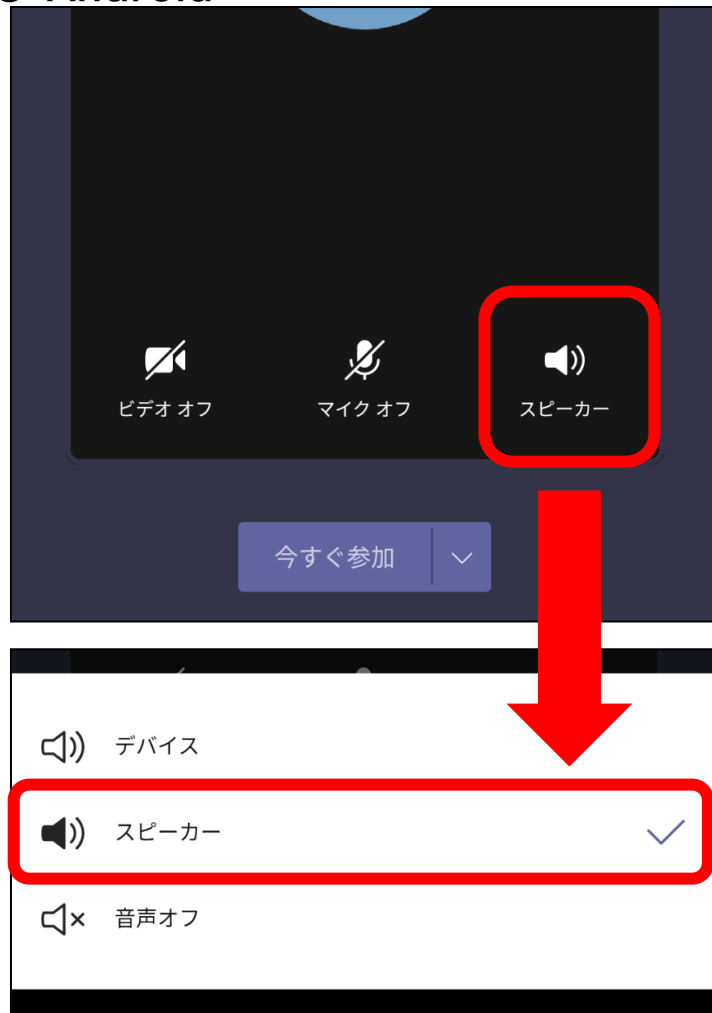 ビデオ オフ
マイク オフ
スピーカー
今すぐ参加
デバイス
スピーカー
音声オフ